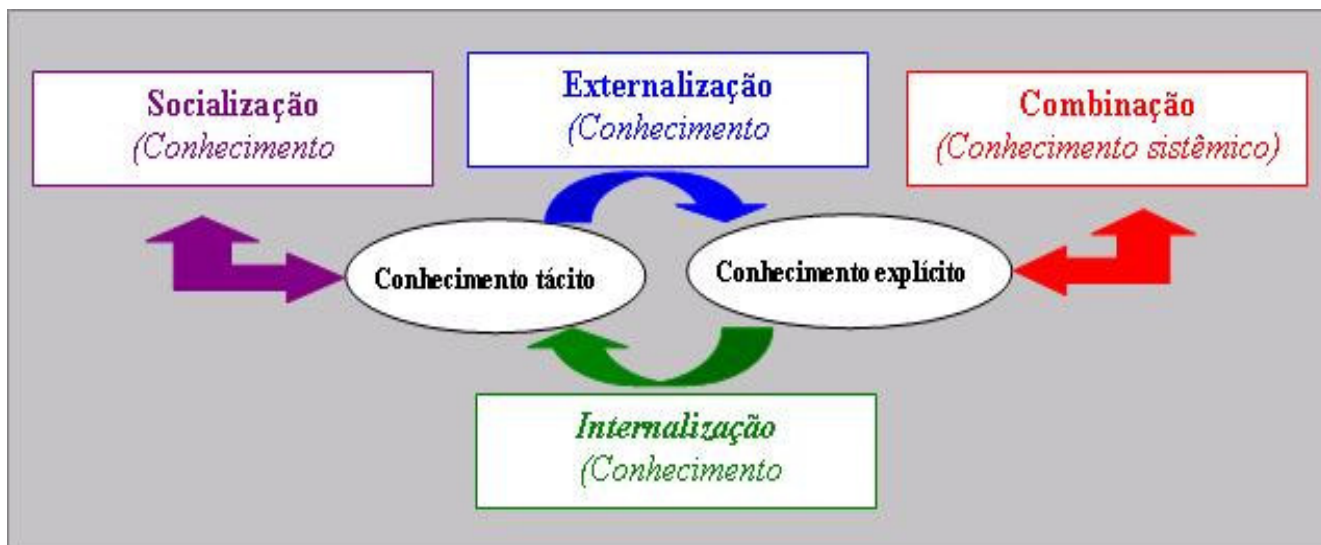 Socialização
(Conhecimento
Externalização
(Conhecimento
Combinação
(Conhecimento sistêmico)
Conhecimento tácito
Conhecimento explícito
Internalização
(Conhecimento